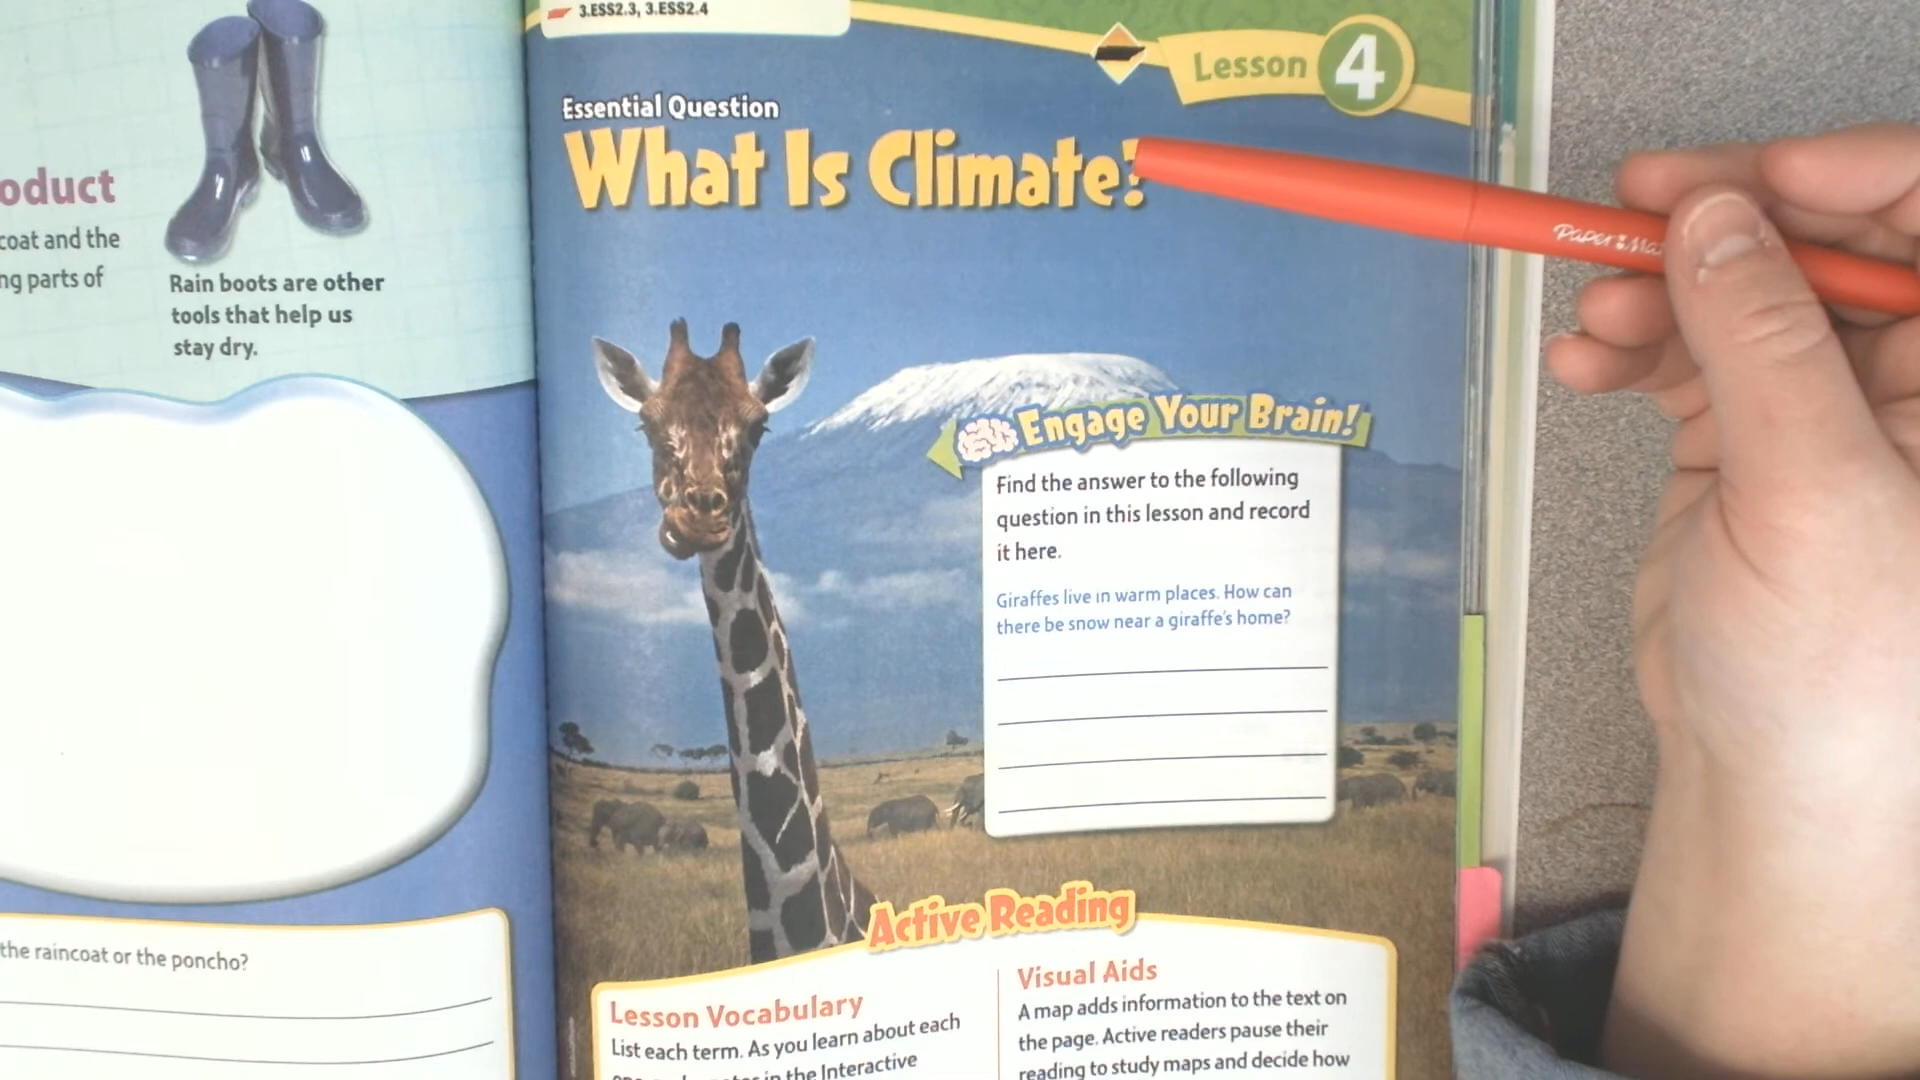 oduct
coat and the
ng parts of
Rain boots are other
tools that help us
stay dry.
the raincoat or the poncho?
3.ESS2.3, 3.ESS2.4
Lesson 4
Essential Question
What Is Climate?
Engage Your Brain!
Find the answer to the following
question in this lesson and record
it here.
Giraffes live in warm places. How can
there be snow near a giraffe's home?
Active Reading
Lesson Vocabulary
List each term. As you learn about each
in the Interactive
Visual Aids
A map adds information to the text on
the page. Active readers pause their
reading to study maps and decide how
Paper Ma